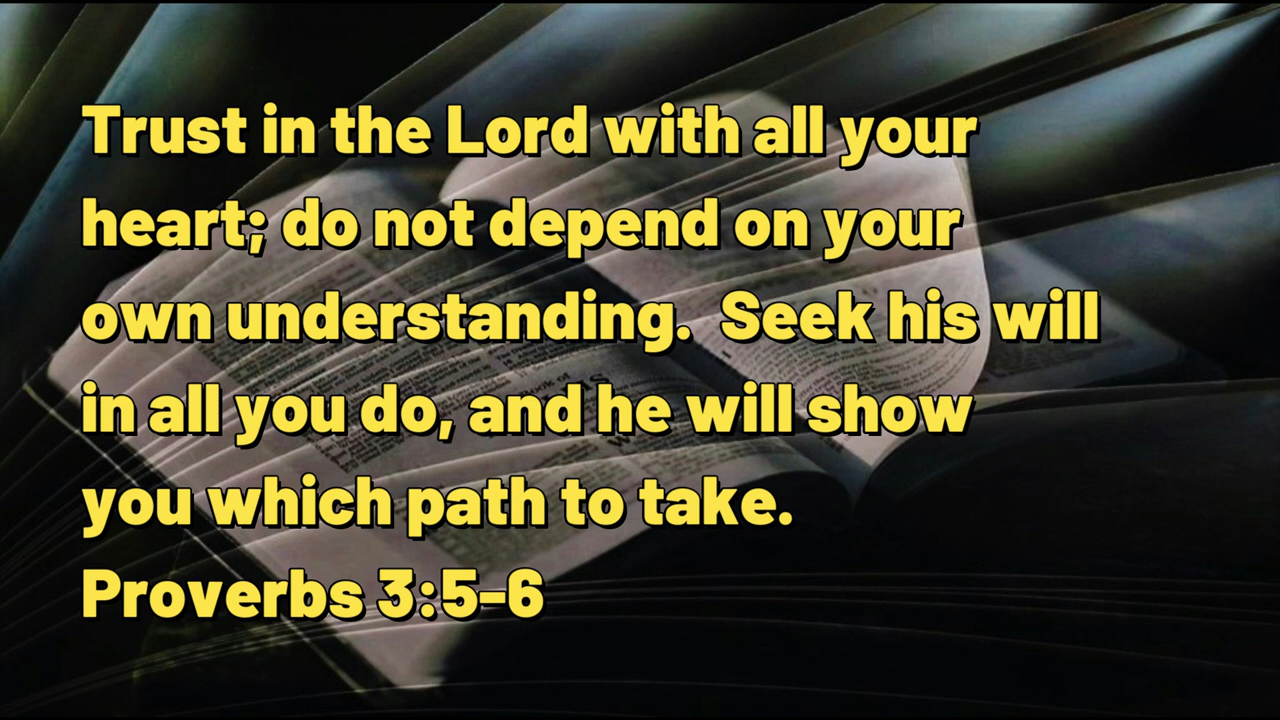 Trust in the Lord with all your
heart; do not depend on your
own understanding.  Seek his will
in all you do, and he will show
you which path to take.
Proverbs 3:5-6